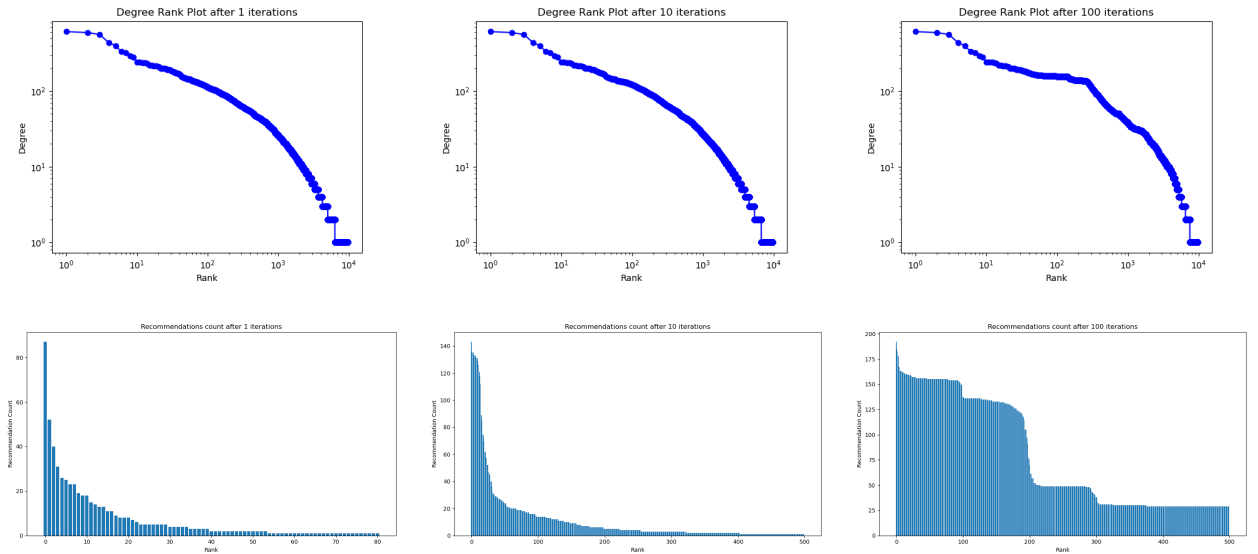 Degree Rank Plot after 1 iterations
Degree
10²
10¹
10⁰
10⁰ 10¹ 10² 10³ 10⁴
Rank
Degree Rank Plot after 10 iterations
Degree
10²
10¹
10⁰
10⁰ 10¹ 10² 10³ 10⁴
Rank
Degree Rank Plot after 100 iterations
Degree
10²
10¹
10⁰
10⁰ 10¹ 10² 10³ 10⁴
Rank
Recommendations count after 1 iterations
Recommendation Count
80
60
40
20
0
0 10 20 30 40 50 60 70 80
Rank
Recommendations count after 10 iterations
Recommendation Count
140
120
100
80
60
40
20
0
0 100 200 300 400 500
Rank
Recommendations count after 100 iterations
Recommendation Count
200
175
150
125
100
75
50
25
0
0 100 200 300 400 500
Rank